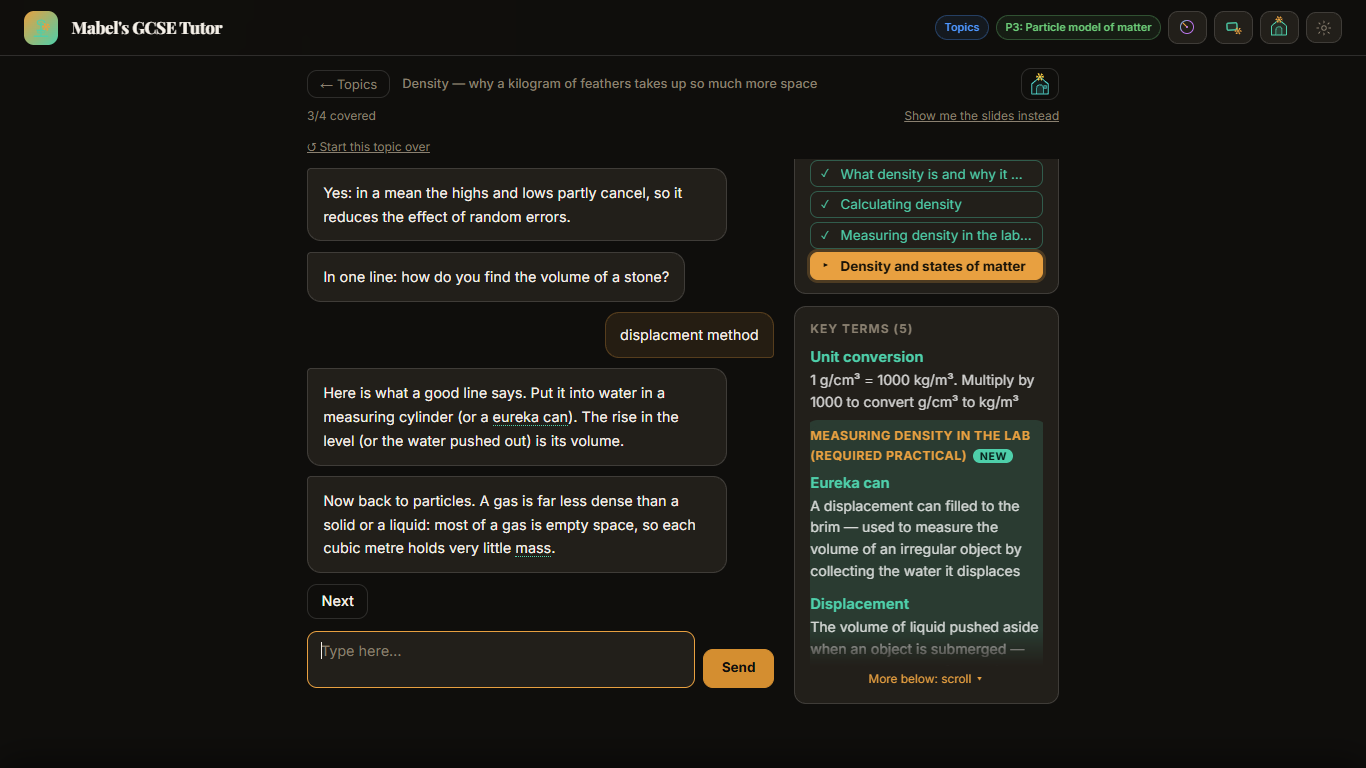 Mabel's GCSE Tutor
Topics
P3: Particle model of matter
← Topics
Density — why a kilogram of feathers takes up so much more space
3/4 covered
Show me the slides instead
↺ Start this topic over
Yes: in a mean the highs and lows partly cancel, so it
reduces the effect of random errors.
In one line: how do you find the volume of a stone?
displacment method
Here is what a good line says. Put it into water in a
measuring cylinder (or a eureka can). The rise in the
level (or the water pushed out) is its volume.
Now back to particles. A gas is far less dense than a
solid or a liquid: most of a gas is empty space, so each
cubic metre holds very little mass.
Next
Type here...
Send
✓ What density is and why it ...
✓ Calculating density
✓ Measuring density in the lab...
Density and states of matter
KEY TERMS (5)
Unit conversion
1 g/cm³ = 1000 kg/m³. Multiply by
1000 to convert g/cm³ to kg/m³
MEASURING DENSITY IN THE LAB
(REQUIRED PRACTICAL) NEW
Eureka can
A displacement can filled to the
brim — used to measure the
volume of an irregular object by
collecting the water it displaces
Displacement
The volume of liquid pushed aside
when an object is submerged —
More below: scroll